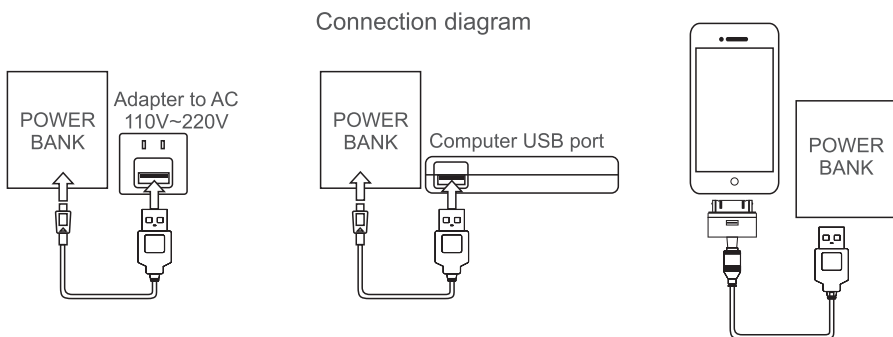 Connection diagram
POWER
BANK
Adapter to AC
110V~220V
POWER
BANK
Computer USB port
POWER
BANK